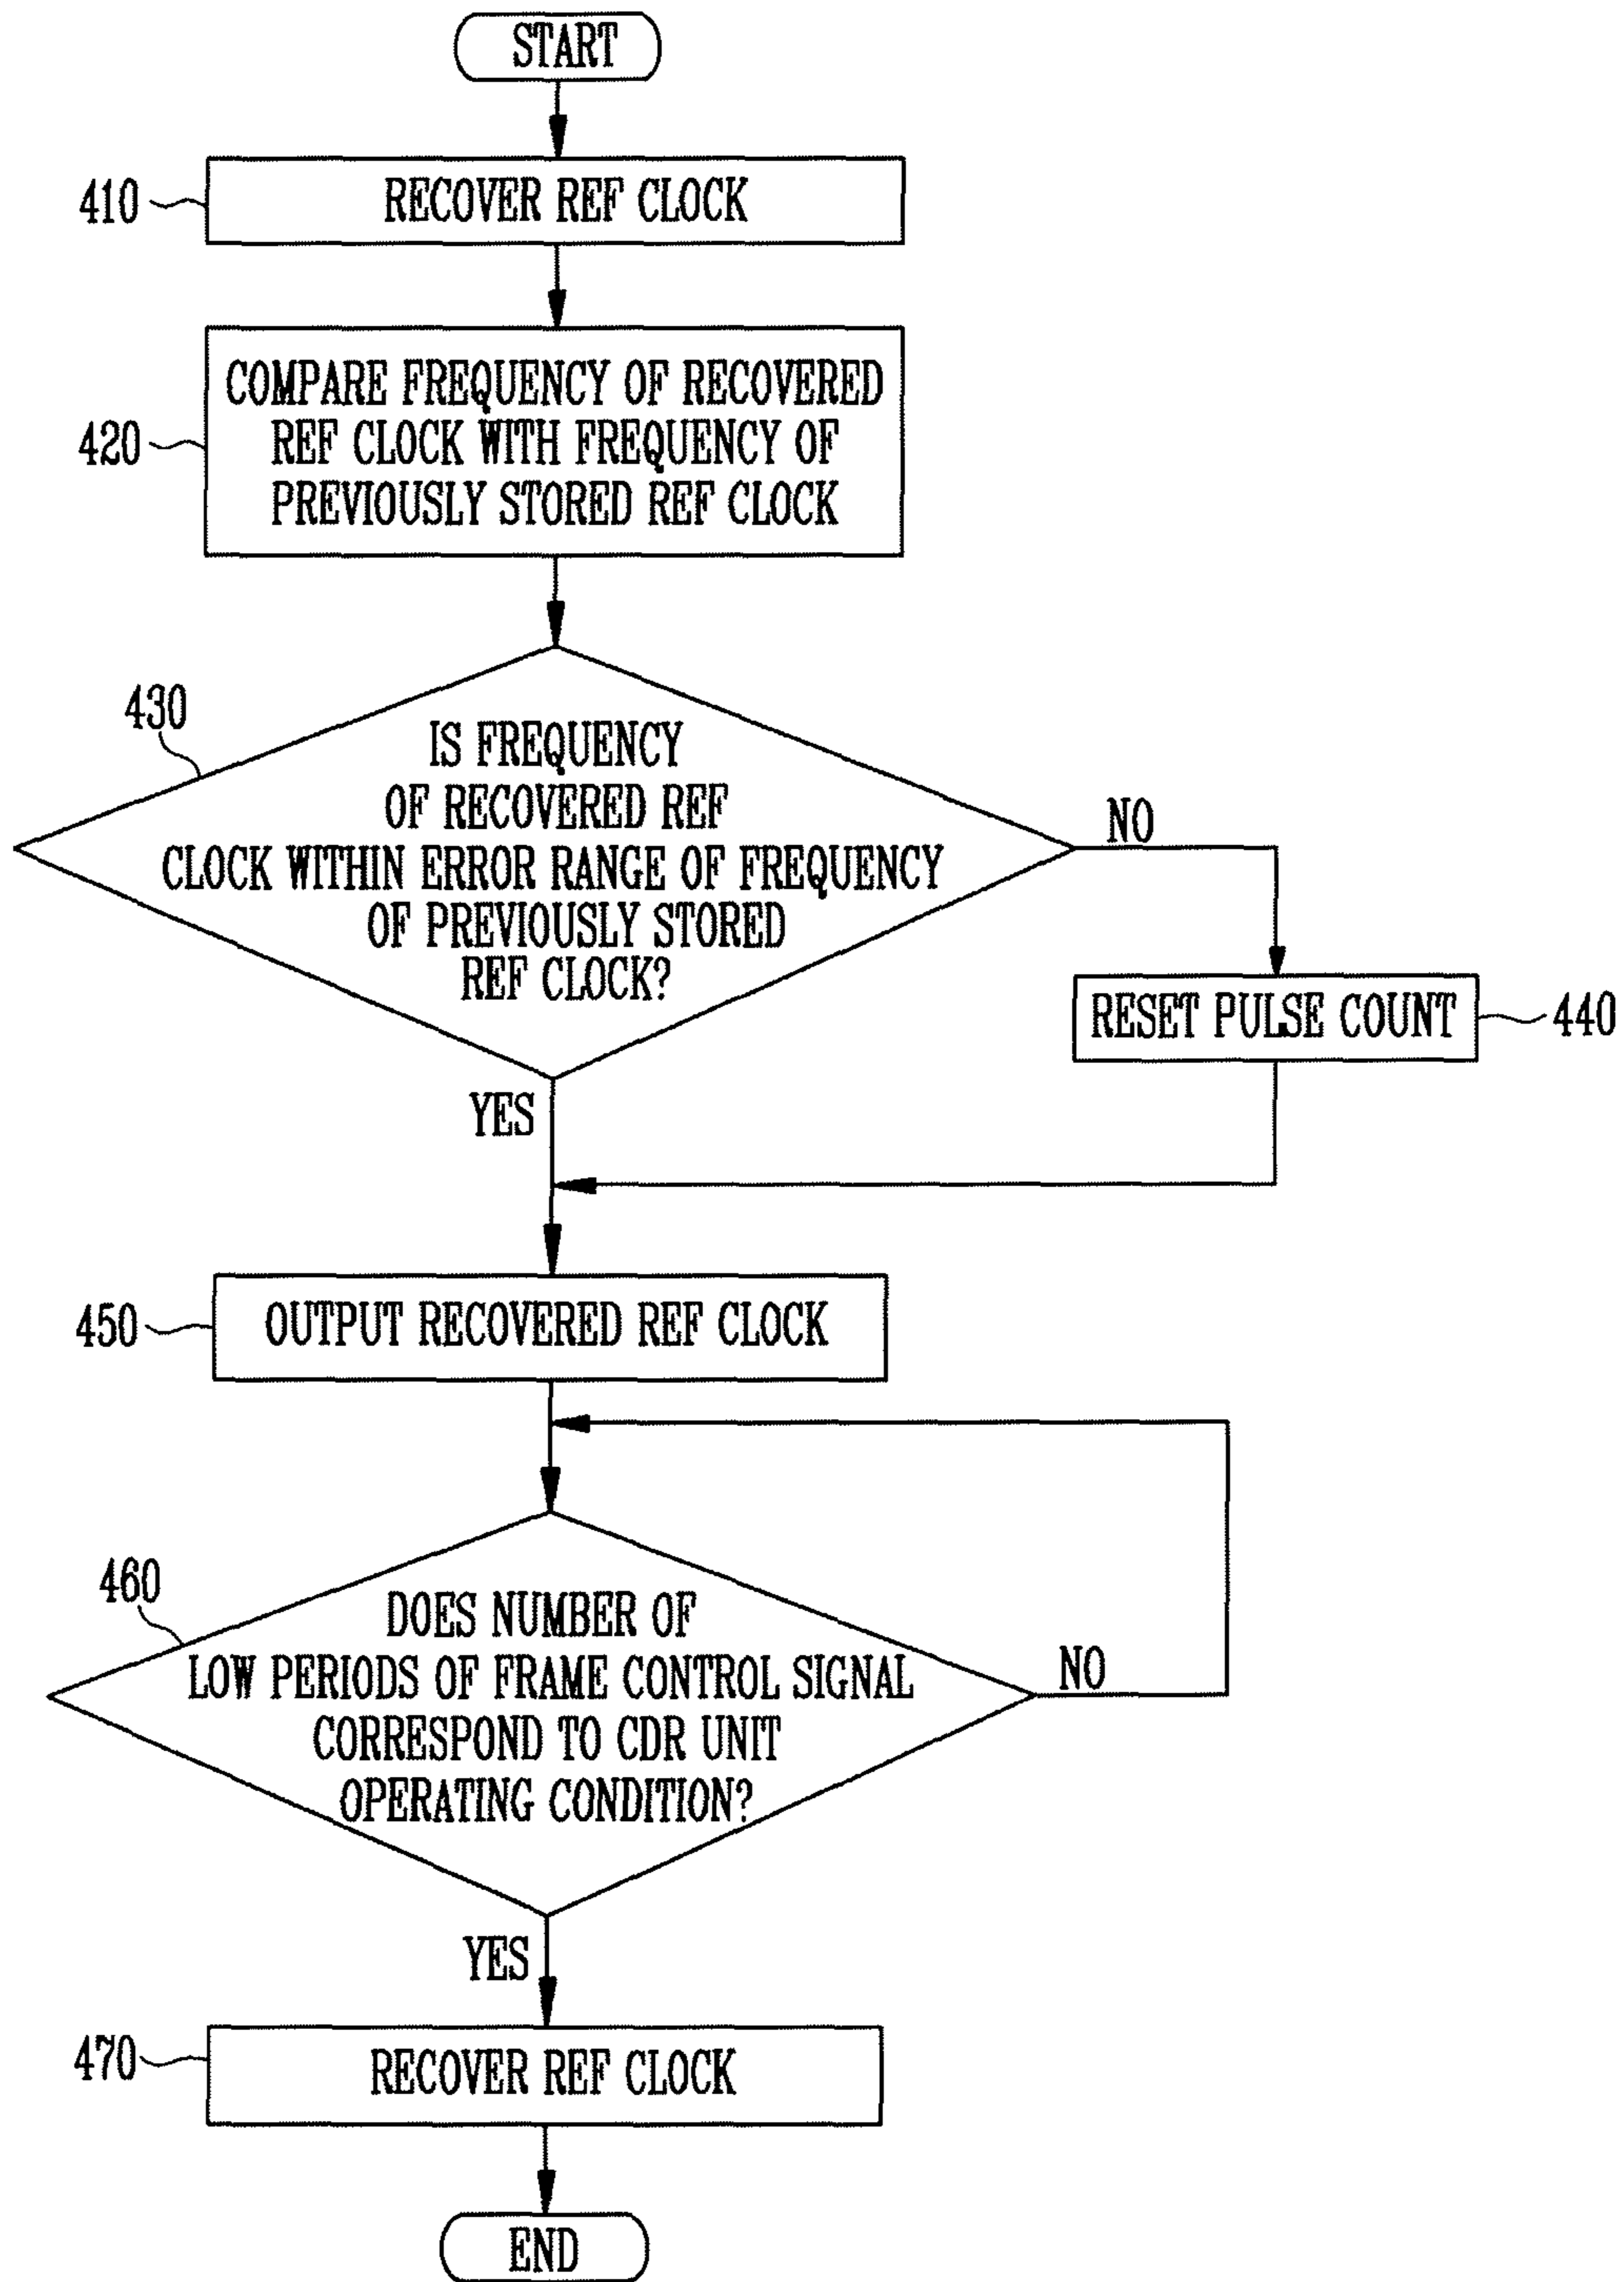 START
410
RECOVER REF CLOCK
420
COMPARE FREQUENCY OF RECOVERED
REF CLOCK WITH FREQUENCY OF
PREVIOUSLY STORED REF CLOCK
430
IS FREQUENCY
OF RECOVERED REF
CLOCK WITHIN ERROR RANGE OF FREQUENCY
OF PREVIOUSLY STORED
REF CLOCK?
NO
RESET PULSE COUNT
440
YES
450
OUTPUT RECOVERED REF CLOCK
460
DOES NUMBER OF
LOW PERIODS OF FRAME CONTROL SIGNAL
CORRESPOND TO CDR UNIT
OPERATING CONDITION?
NO
YES
470
RECOVER REF CLOCK
END